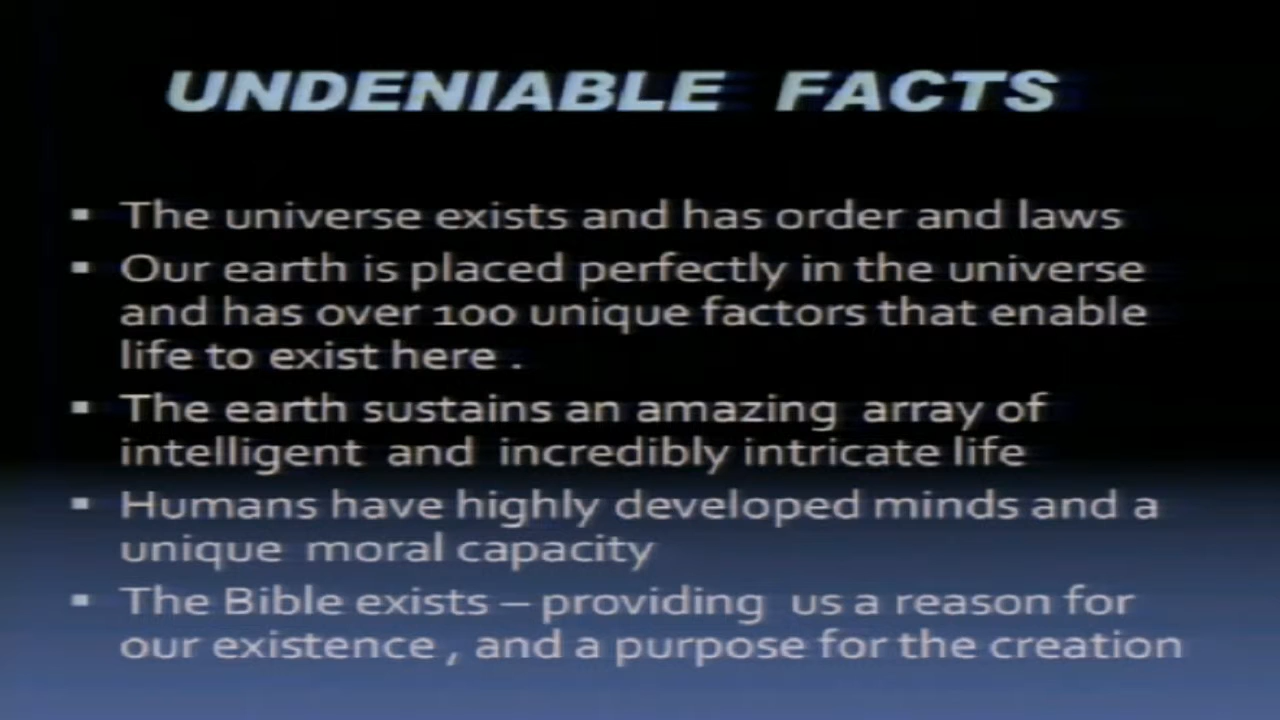 UNDENIABLE FACTS
▪ The universe exists and has order and laws
▪ Our earth is placed perfectly in the universe
and has over 100 unique factors that enable
life to exist here .
▪ The earth sustains an amazing array of
intelligent and incredibly intricate life
▪ Humans have highly developed minds and a
unique moral capacity
▪ The Bible exists – providing us a reason for
our existence , and a purpose for the creation